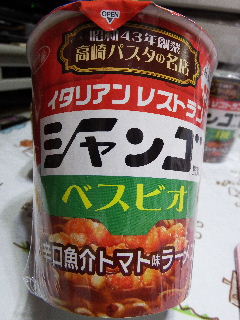 OPEN
昭和43年創業
高崎パスタの名店
イタリアンレストラン
シャンゴ
ベスビオ
辛口魚介トマト味ラーメン